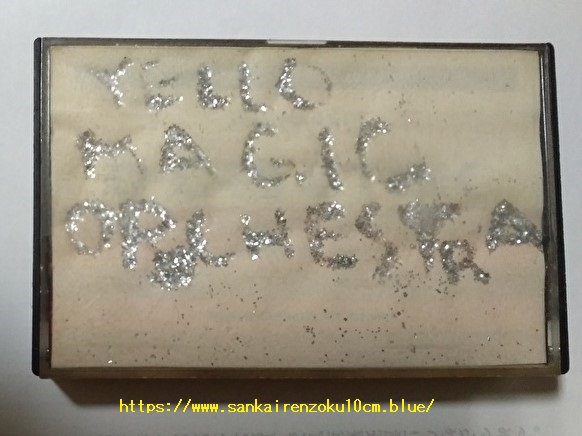 YELLO
MAGIC
ORCHESTRA
https://www.sankairenzoku10cm.blue/